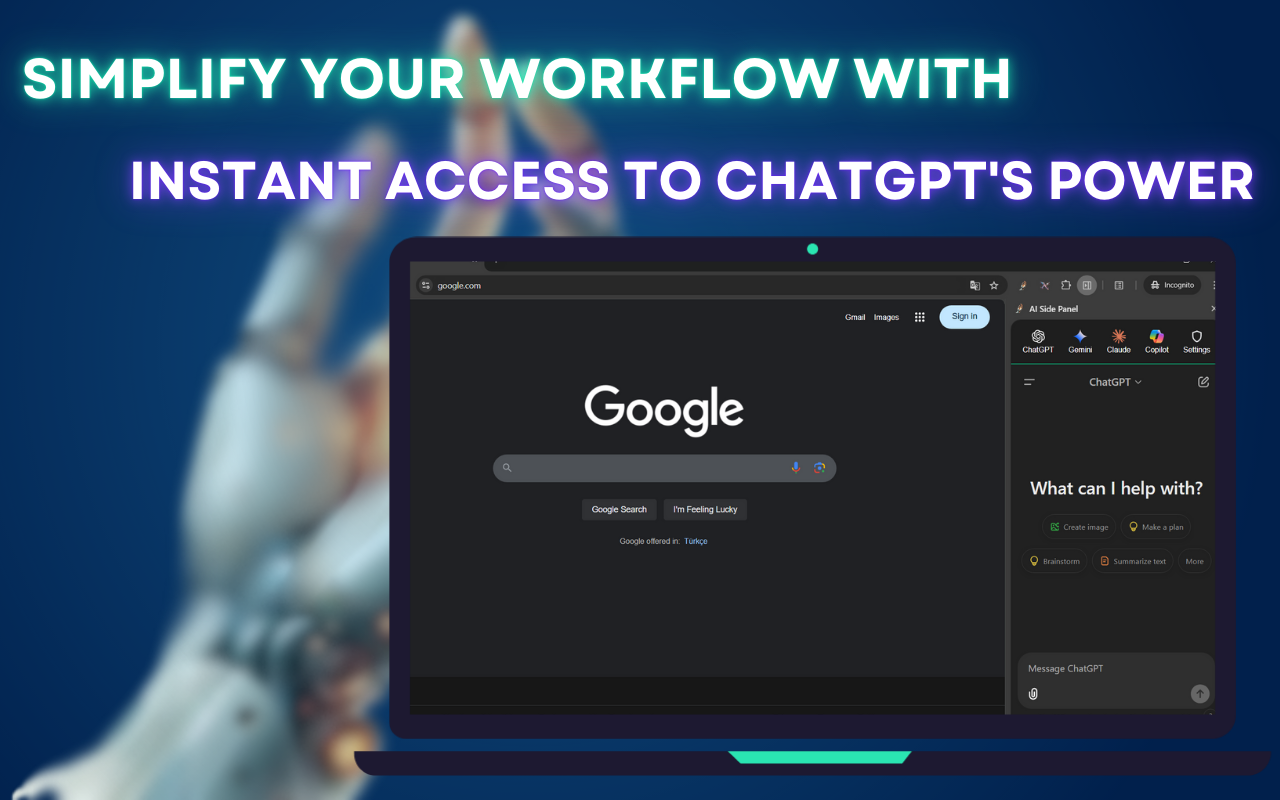 SIMPLIFY YOUR WORKFLOW WITH
INSTANT ACCESS TO CHATGPT'S POWER
google.com
Incognito
AI Side Panel
Gmail Images Sign in
ChatGPT Gemini Claude Copilot Settings
ChatGPT
Google
Google Search I'm Feeling Lucky
Google offered in: Türkçe
What can I help with?
Create image Make a plan
Brainstorm Summarize text More
Message ChatGPT